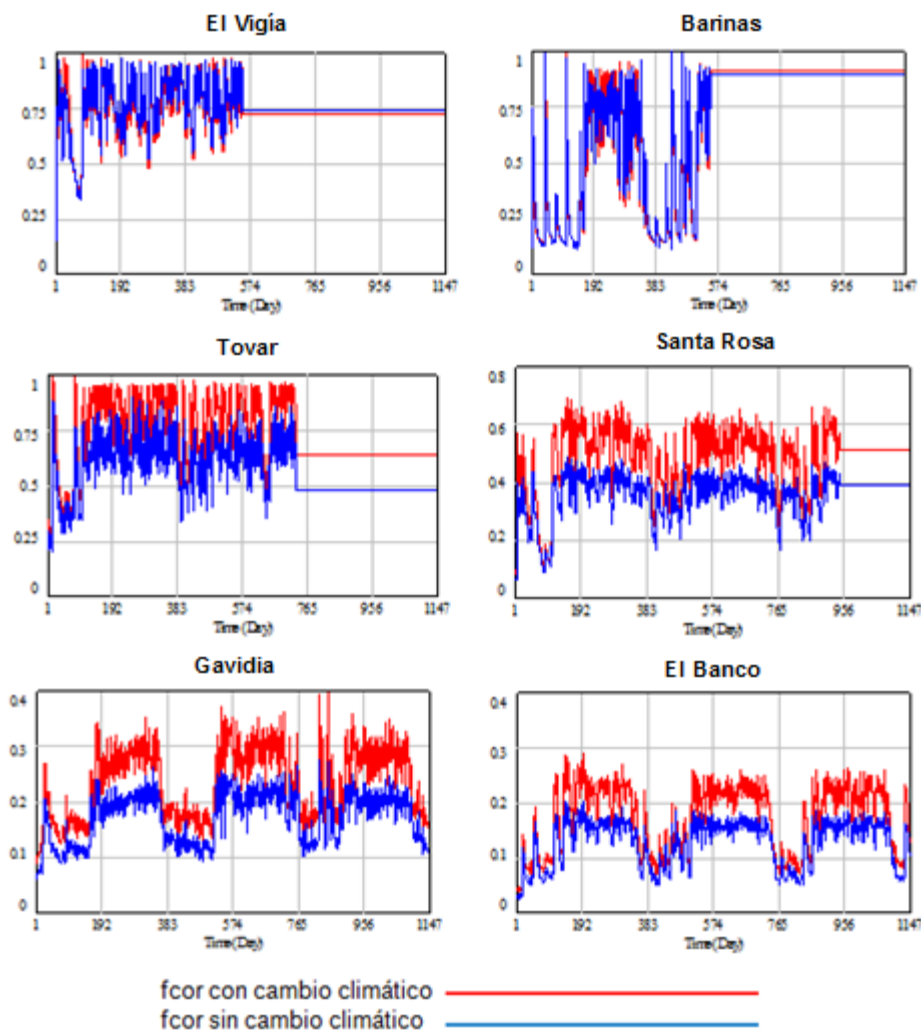 El Vigía
1
0.75
0.5
0.25
0
1 192 383 574 765 956 1147
Time (Day)
Barinas
1
0.75
0.5
0.25
0
1 192 383 574 765 956 1147
Time (Day)
Tovar
1
0.75
0.5
0.25
0
1 192 383 574 765 956 1147
Time (Day)
Santa Rosa
0.8
0.6
0.4
0.2
0
1 192 383 574 765 956 1147
Time (Day)
Gavidia
0.4
0.3
0.2
0.1
0
1 192 383 574 765 956 1147
Time (Day)
El Banco
0.4
0.3
0.2
0.1
0
1 192 383 574 765 956 1147
Time (Day)
fcor con cambio climático
fcor sin cambio climático